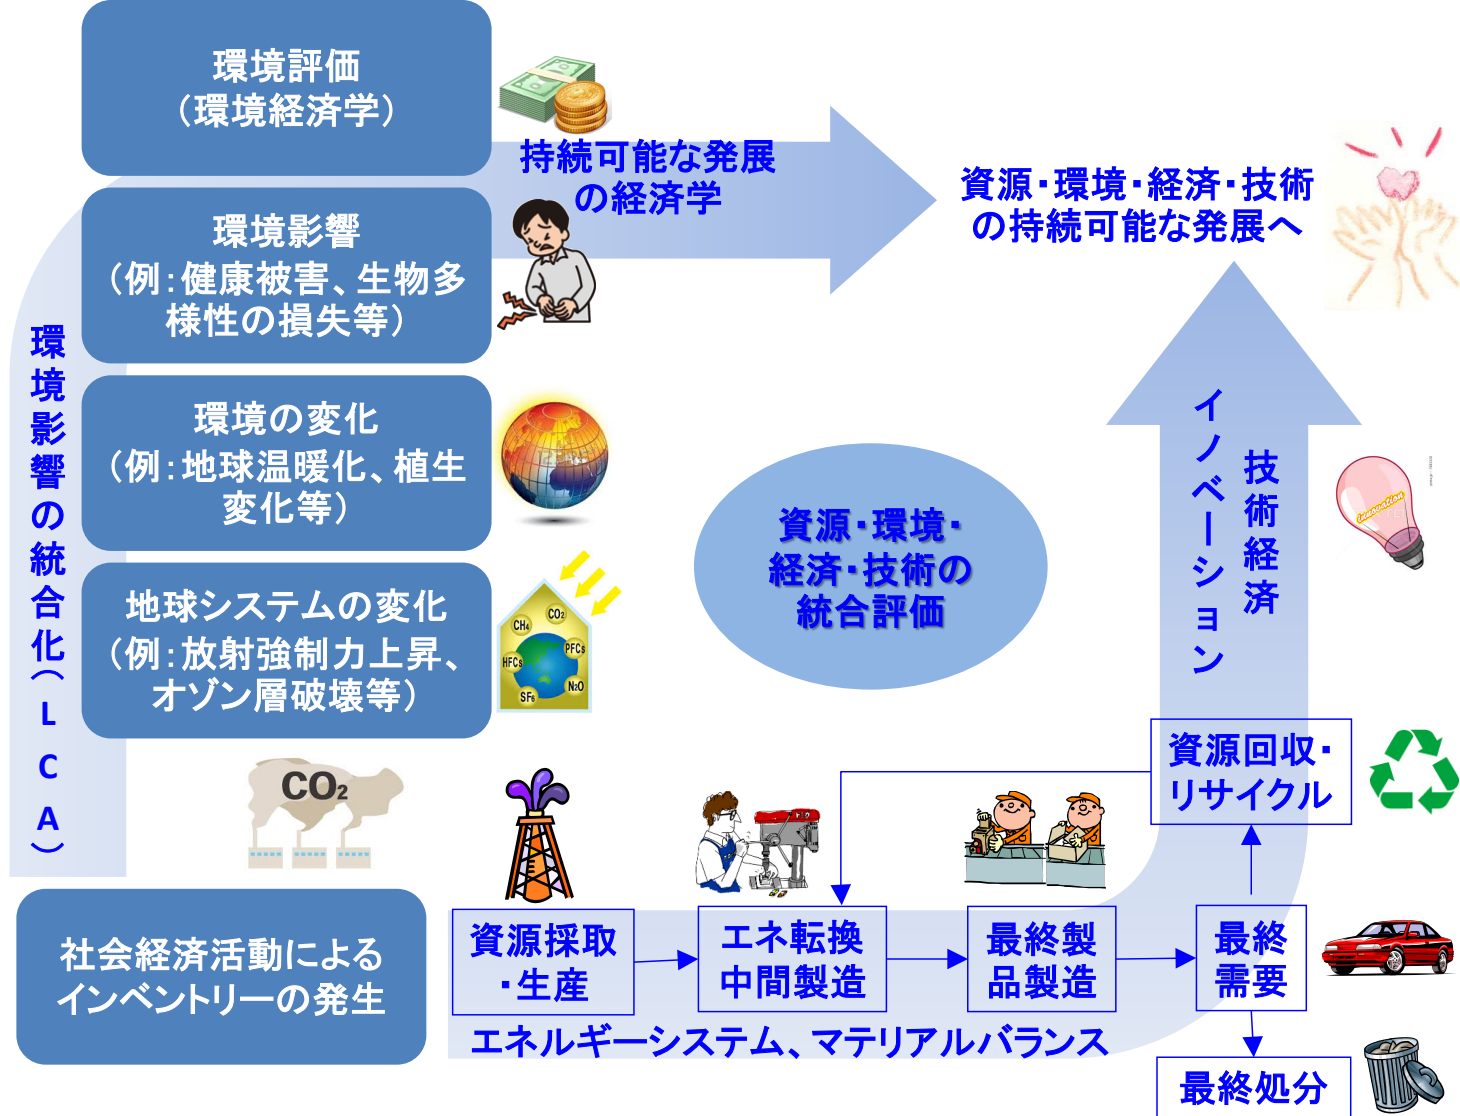 環境評価
（環境経済学）
持続可能な発展
の経済学
資源・環境・経済・技術
の持続可能な発展へ
環境影響
（例：健康被害、生物多
様性の損失等）
環境影響の統合化（LCA）
環境の変化
（例：地球温暖化、植生
変化等）
地球システムの変化
（例：放射強制力上昇、
オゾン層破壊等）
CH4
CO2
HFCs
PFCs
SF6
N2O
資源・環境・
経済・技術の
統合評価
イノベーション
技術経済
innovation
CO2
資源回収・
リサイクル
社会経済活動による
インベントリーの発生
資源採取
・生産
エネ転換
中間製造
最終製
品製造
最終
需要
エネルギーシステム、マテリアルバランス
最終処分